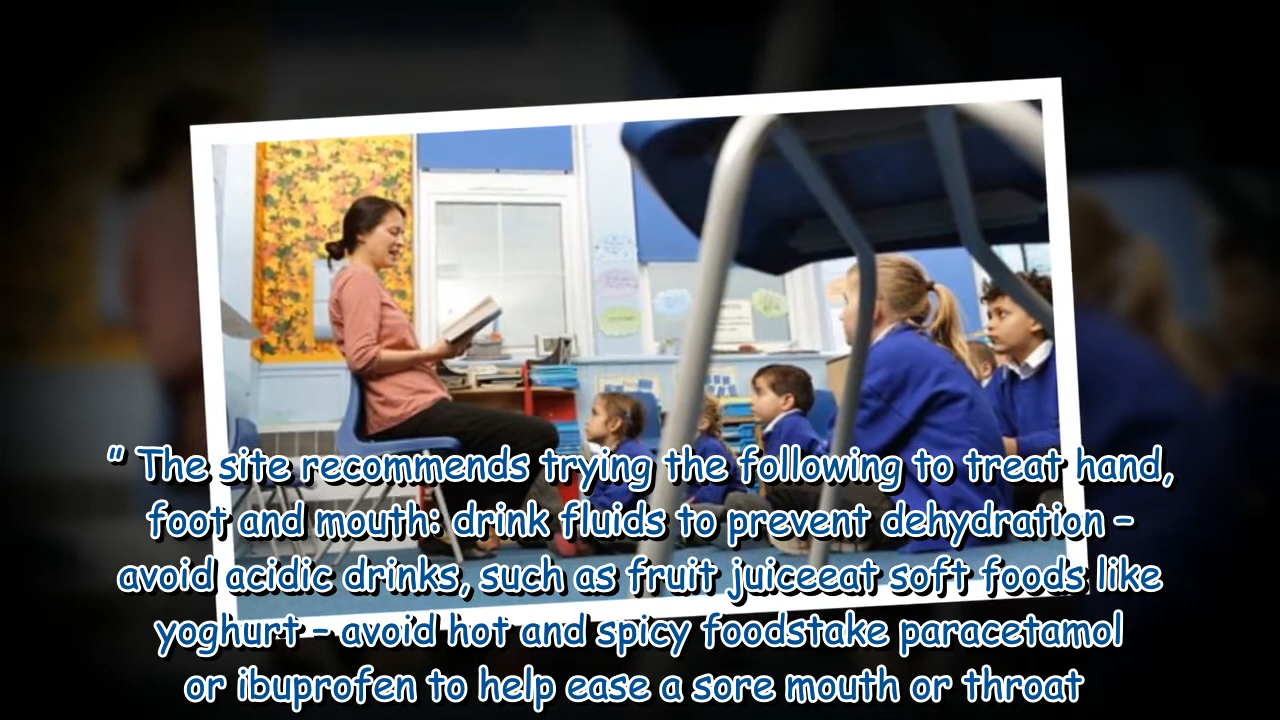 ” The site recommends trying the following to treat hand,
foot and mouth: drink fluids to prevent dehydration –
avoid acidic drinks, such as fruit juiceeat soft foods like
yoghurt – avoid hot and spicy foodstake paracetamol
or ibuprofen to help ease a sore mouth or throat